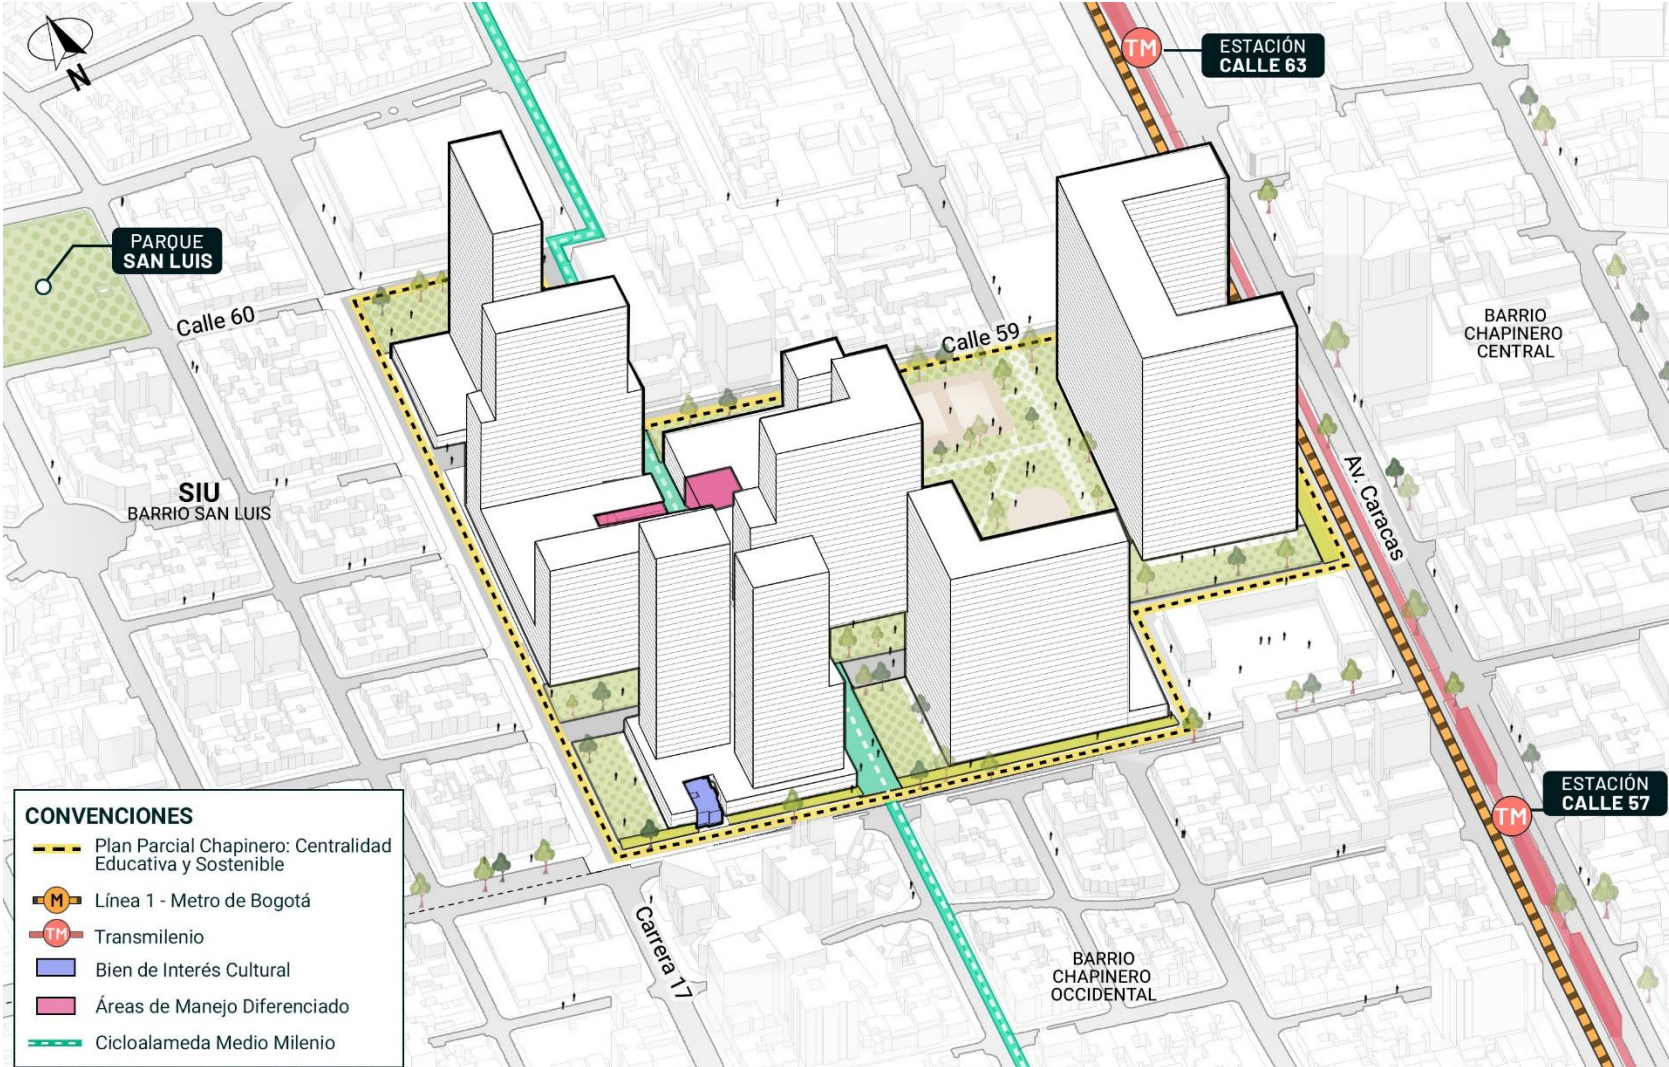 N
TM
ESTACIÓN
CALLE 63
PARQUE
SAN LUIS
Calle 60
Calle 59
BARRIO
CHAPINERO
CENTRAL
Av. Caracas
SIU
BARRIO SAN LUIS
ESTACIÓN
CALLE 57
TM
Carrera 17
BARRIO
CHAPINERO
OCCIDENTAL
CONVENCIONES
Plan Parcial Chapinero: Centralidad
Educativa y Sostenible
M
Línea 1 - Metro de Bogotá
TM
Transmilenio
Bien de Interés Cultural
Áreas de Manejo Diferenciado
Cicloalameda Medio Milenio